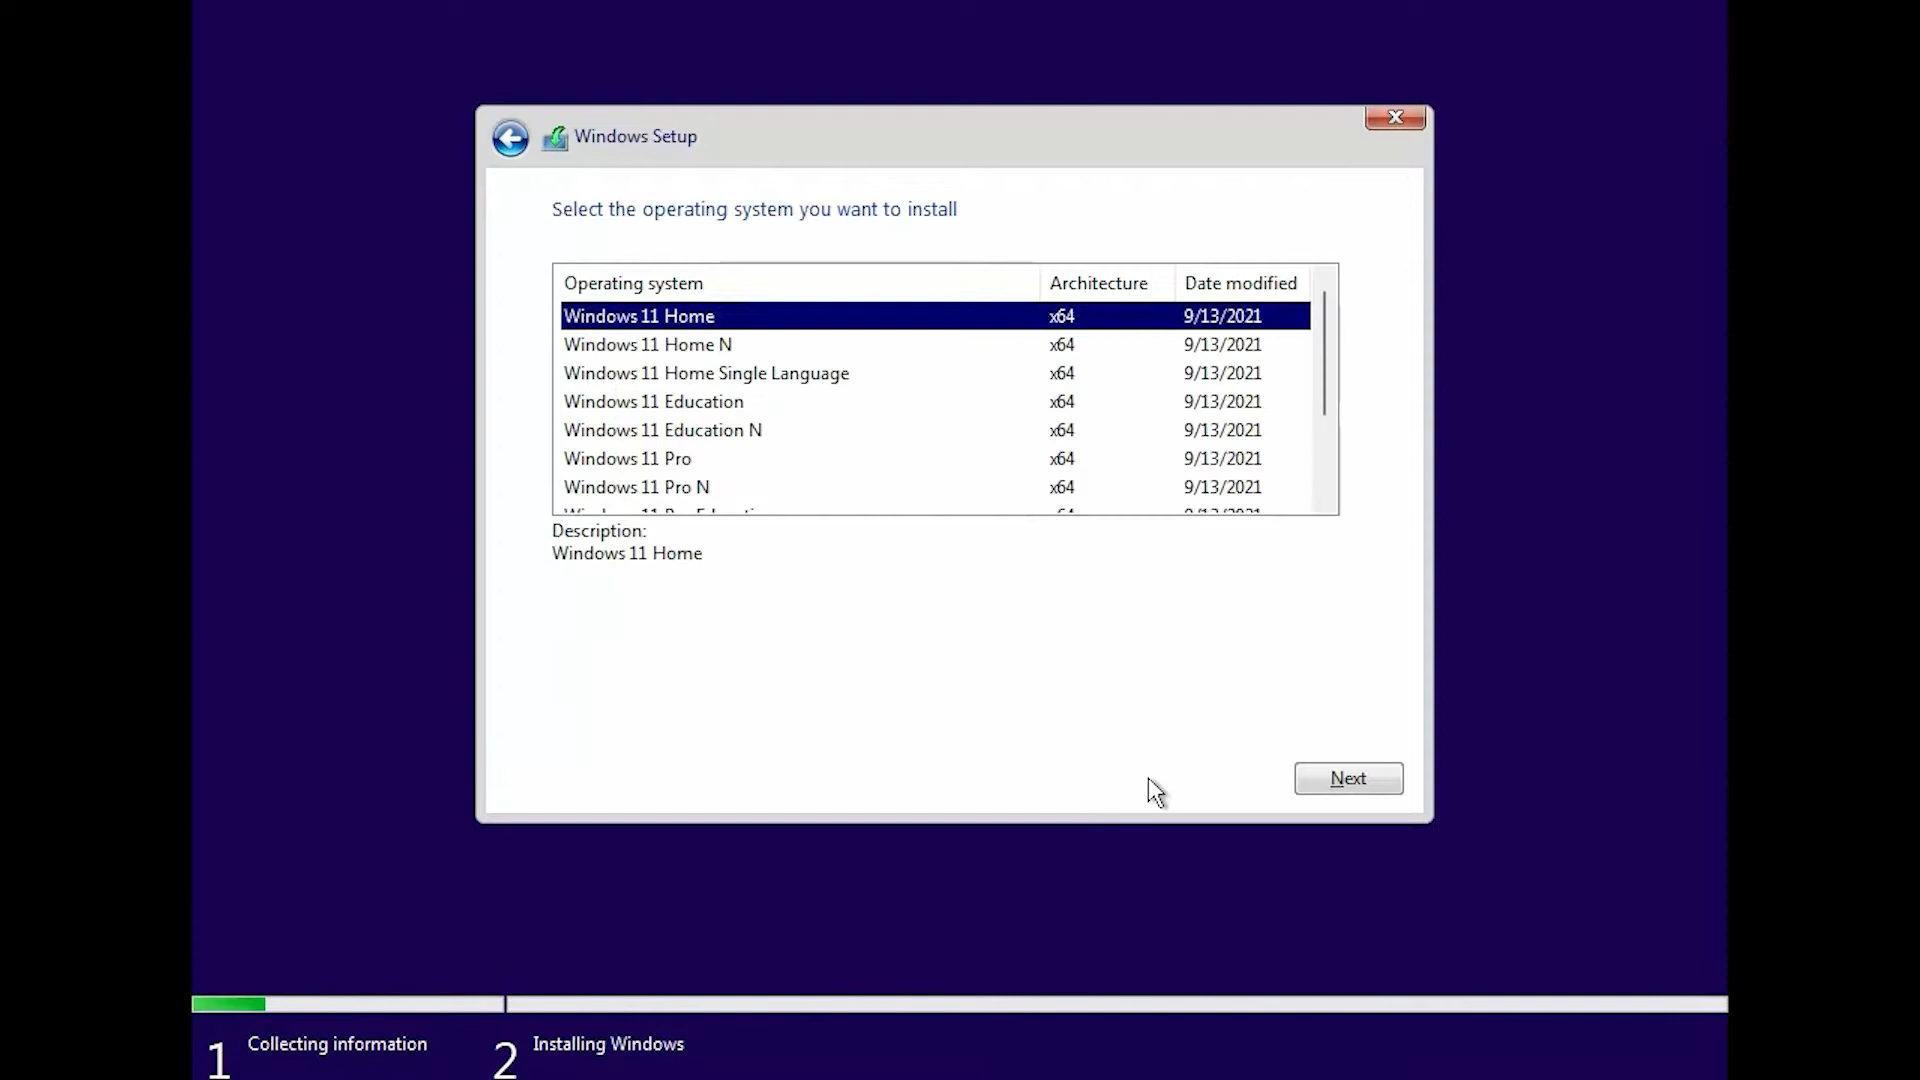 Windows Setup
Select the operating system you want to install
Operating system Architecture Date modified
Windows 11 Home x64 9/13/2021
Windows 11 Home N x64 9/13/2021
Windows 11 Home Single Language x64 9/13/2021
Windows 11 Education x64 9/13/2021
Windows 11 Education N x64 9/13/2021
Windows 11 Pro x64 9/13/2021
Windows 11 Pro N x64 9/13/2021
Description:
Windows 11 Home
Next
1 Collecting information 2 Installing Windows